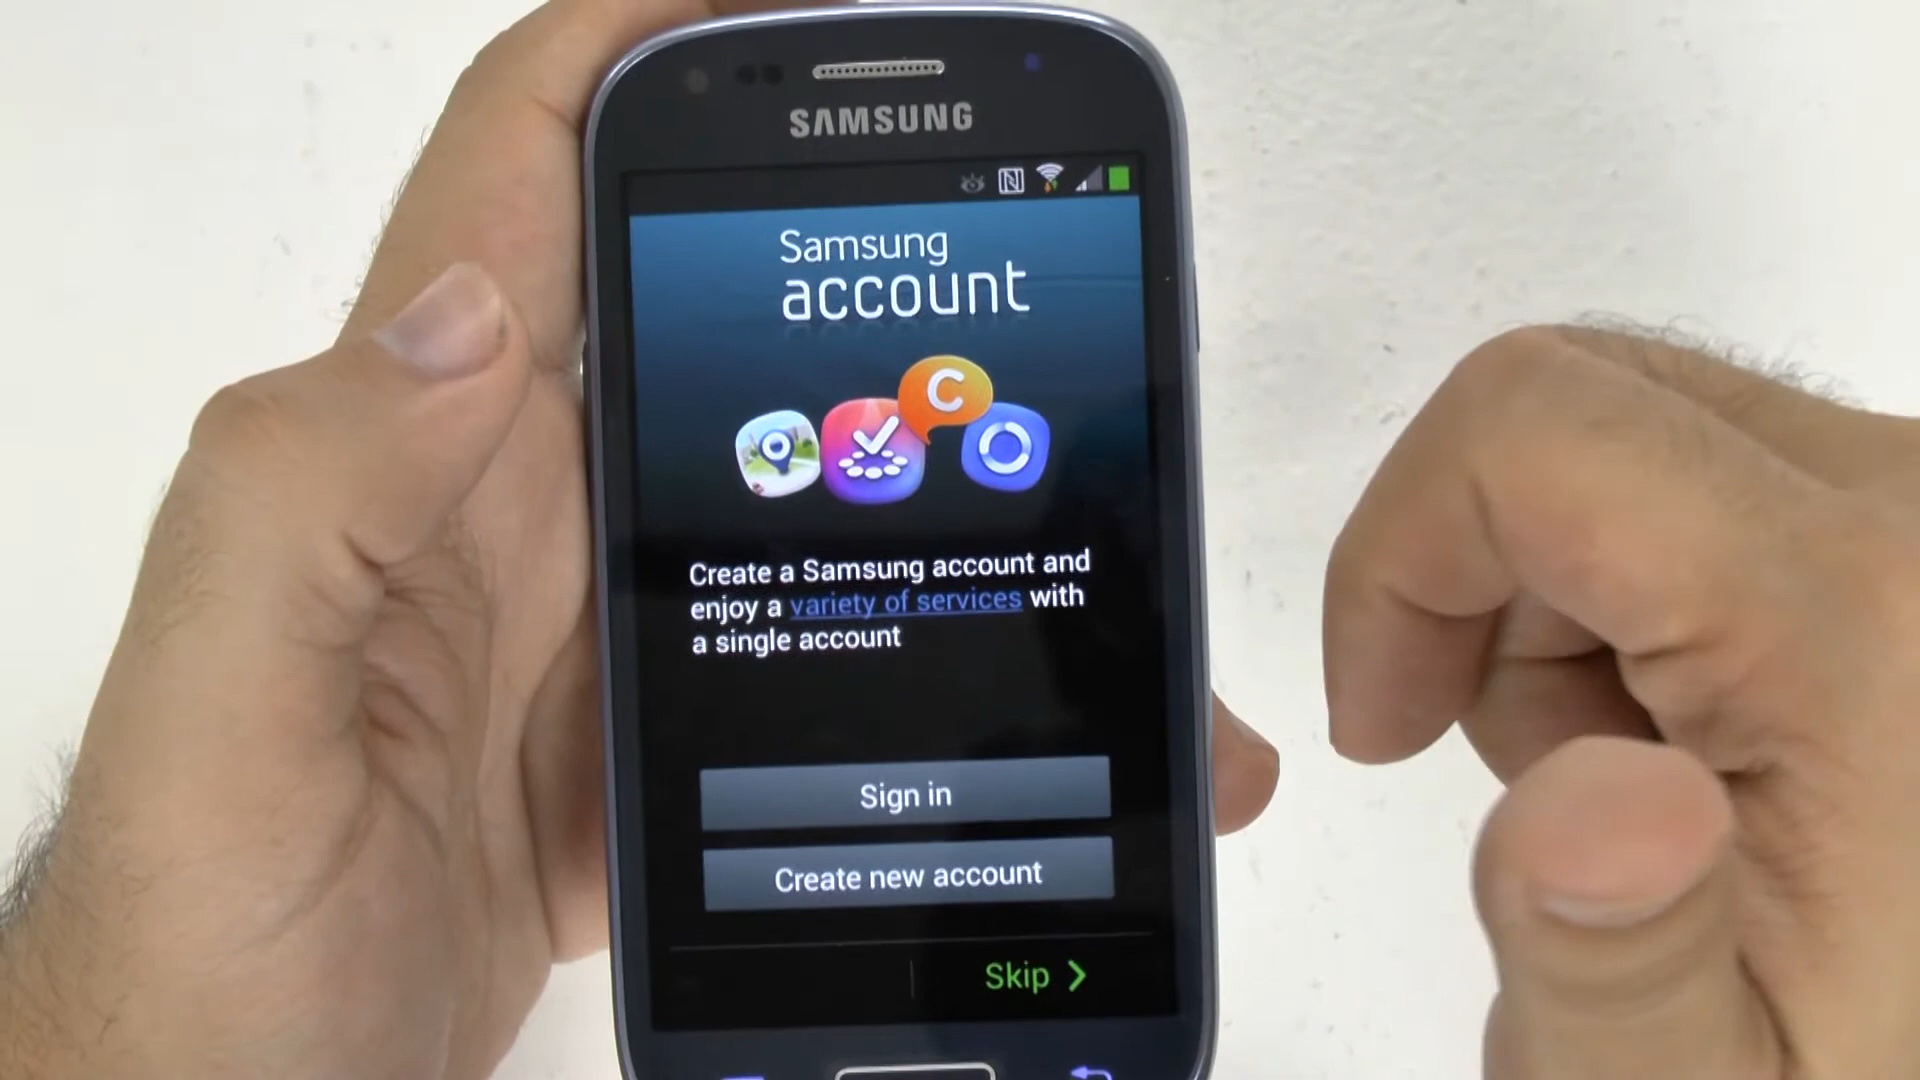 SAMSUNG
Samsung
account
C
Create a Samsung account and
enjoy a variety of services with
a single account
Sign in
Create new account
Skip